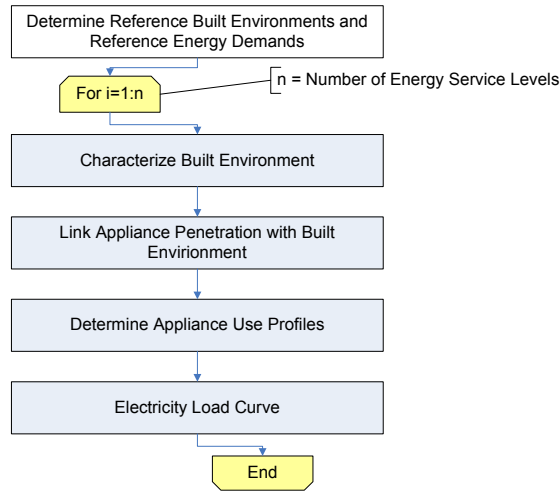 Determine Reference Built Environments and
Reference Energy Demands
For i=1:n
n = Number of Energy Service Levels
Characterize Built Environment
Link Appliance Penetration with Built
Envirionment
Determine Appliance Use Profiles
Electricity Load Curve
End